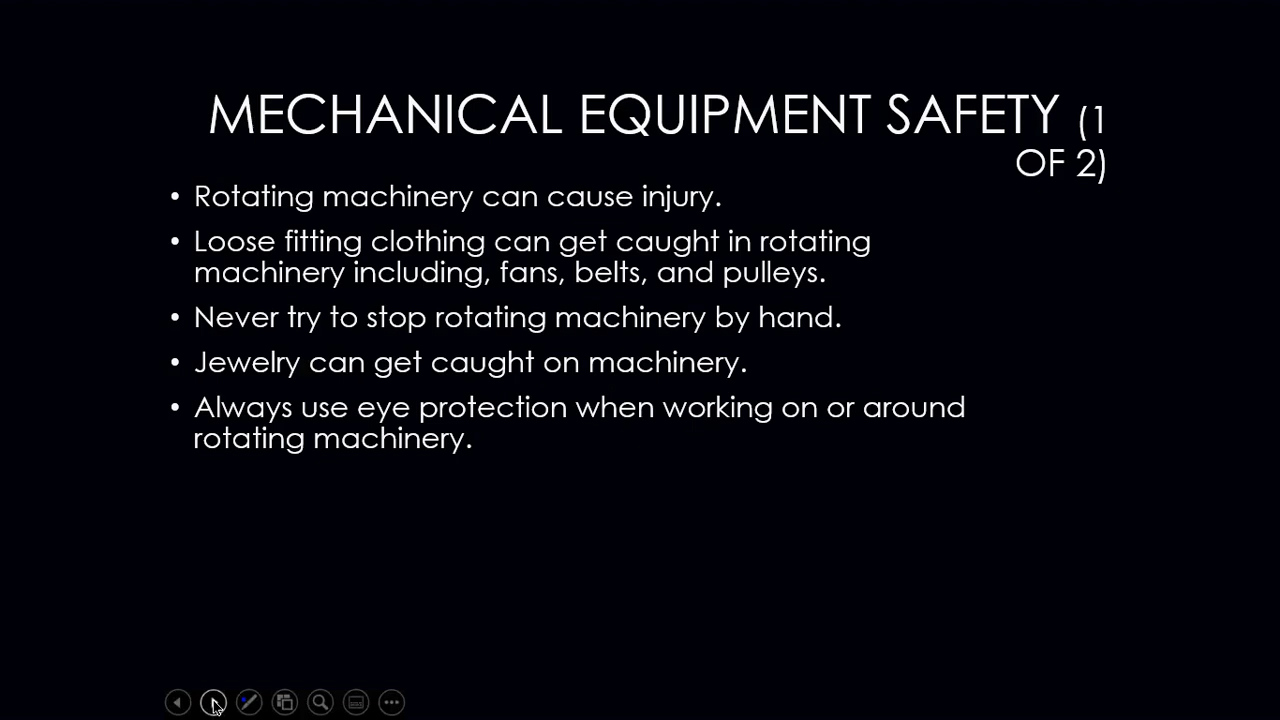 MECHANICAL EQUIPMENT SAFETY (1
OF 2)
• Rotating machinery can cause injury.
• Loose fitting clothing can get caught in rotating
machinery including, fans, belts, and pulleys.
• Never try to stop rotating machinery by hand.
• Jewelry can get caught on machinery.
• Always use eye protection when working on or around
rotating machinery.